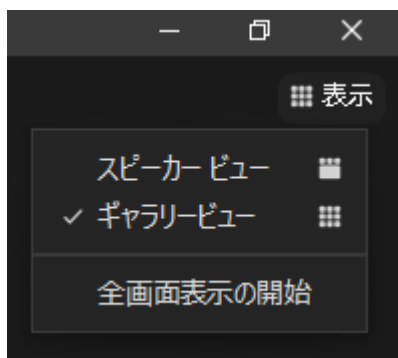 表示
スピーカー ビュー
ギャラリービュー
全画面表示の開始